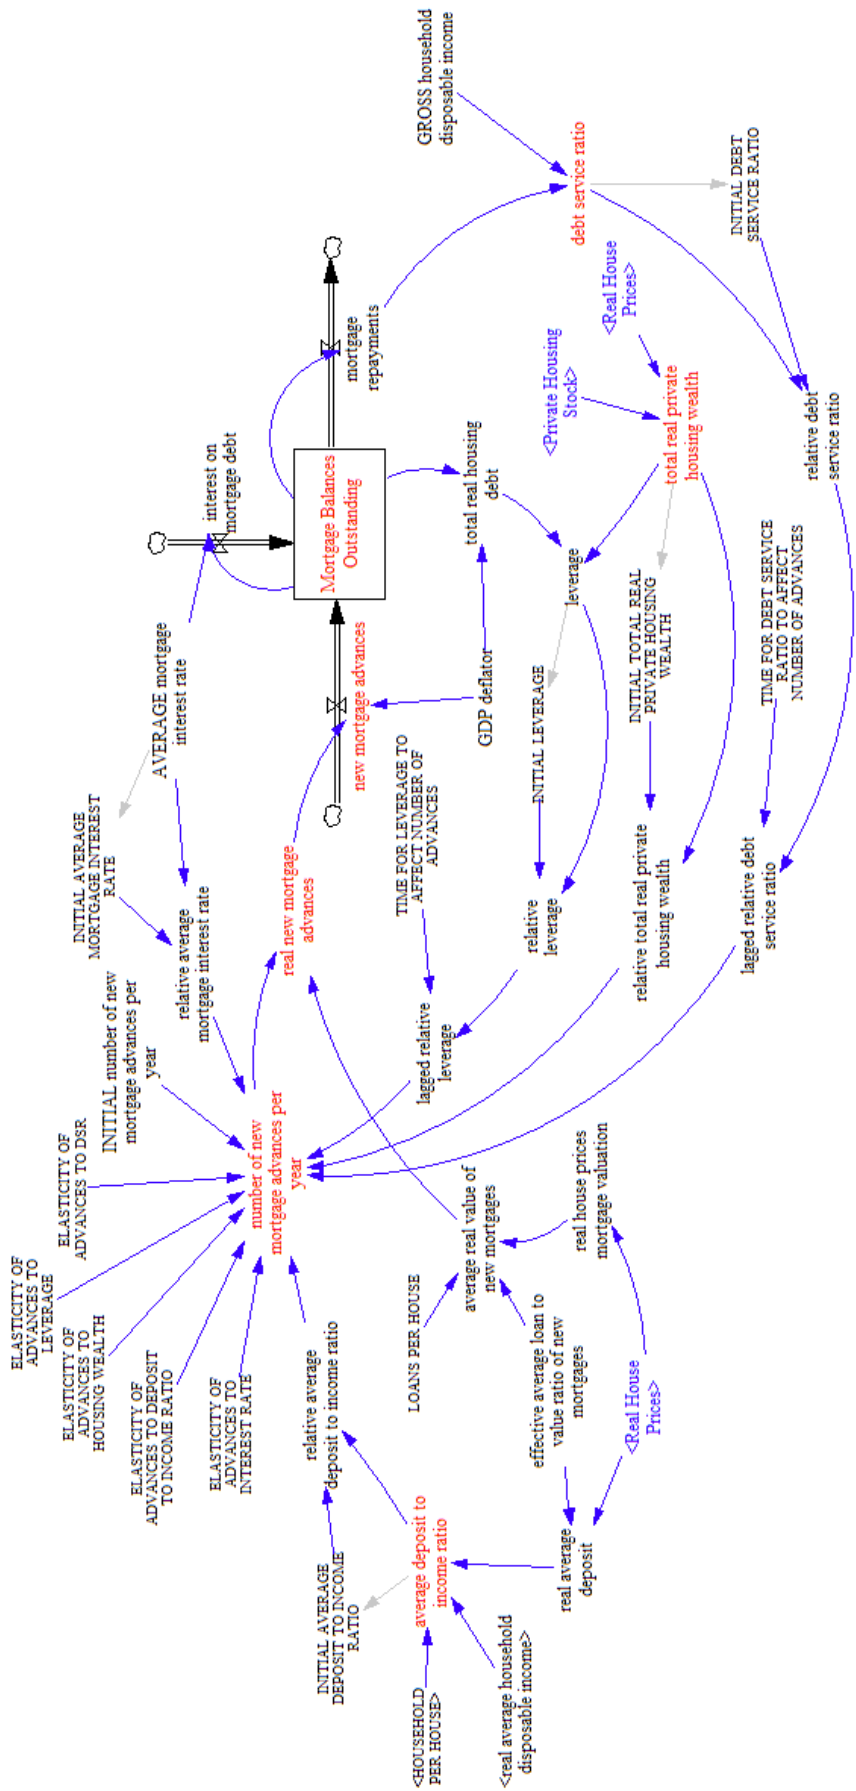 ELASTICITY OF
ADVANCES TO
LEVERAGE
ELASTICITY OF
ADVANCES TO DSR
ELASTICITY OF
ADVANCES TO
HOUSING WEALTH
ELASTICITY OF
ADVANCES TO DEPOSIT
TO INCOME RATIO
ELASTICITY OF
ADVANCES TO
INTEREST RATE
INITIAL number of new
mortgage advances per
year
INITIAL AVERAGE
MORTGAGE INTEREST
RATE
relative average
mortgage interest rate
AVERAGE mortgage
interest rate
interest on
mortgage debt
number of new
mortgage advances per
year
real new mortgage
advances
new mortgage advances
Mortgage Balances
Outstanding
mortgage
repayments
GROSS household
disposable income
debt service ratio
INITIAL DEBT
SERVICE RATIO
relative debt
service ratio
INITIAL AVERAGE
DEPOSIT TO INCOME
RATIO
relative average
deposit to income ratio
<HOUSEHOLD
PER HOUSE>
average deposit to
income ratio
<real average household
disposable income>
real average
deposit
LOANS PER HOUSE
average real value of
new mortgages
effective average loan to
value ratio of new
mortgages
real house prices
mortgage valuation
<Real House
Prices>
TIME FOR LEVERAGE TO
AFFECT NUMBER OF
ADVANCES
lagged relative
leverage
relative
leverage
INITIAL LEVERAGE
leverage
GDP deflator
total real housing
debt
<Private Housing
Stock>
<Real House
Prices>
total real private
housing wealth
INITIAL TOTAL REAL
PRIVATE HOUSING
WEALTH
relative total real private
housing wealth
TIME FOR DEBT SERVICE
RATIO TO AFFECT
NUMBER OF ADVANCES
lagged relative debt
service ratio